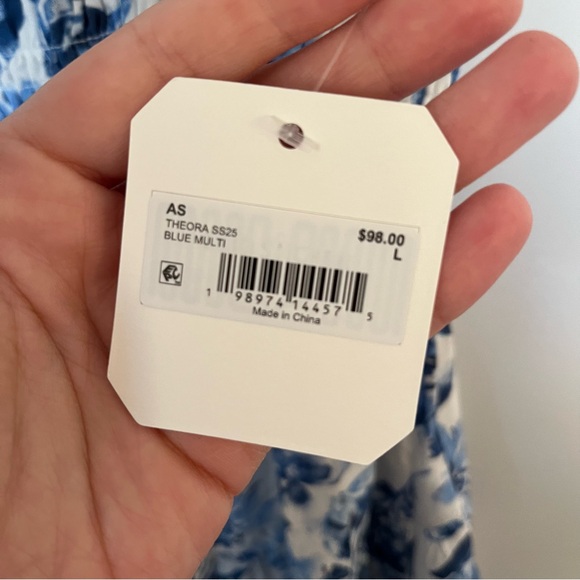 AS
THEORA SS25
BLUE MULTI
$98.00
L
1 98974 14457 5
Made in China